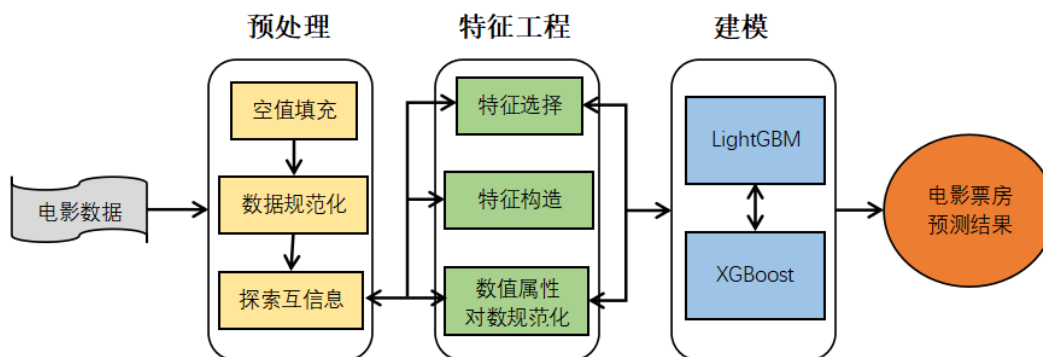 预处理
特征工程
建模
电影数据
空值填充
数据规范化
探索互信息
特征选择
特征构造
数值属性
对数规范化
LightGBM
XGBoost
电影票房
预测结果